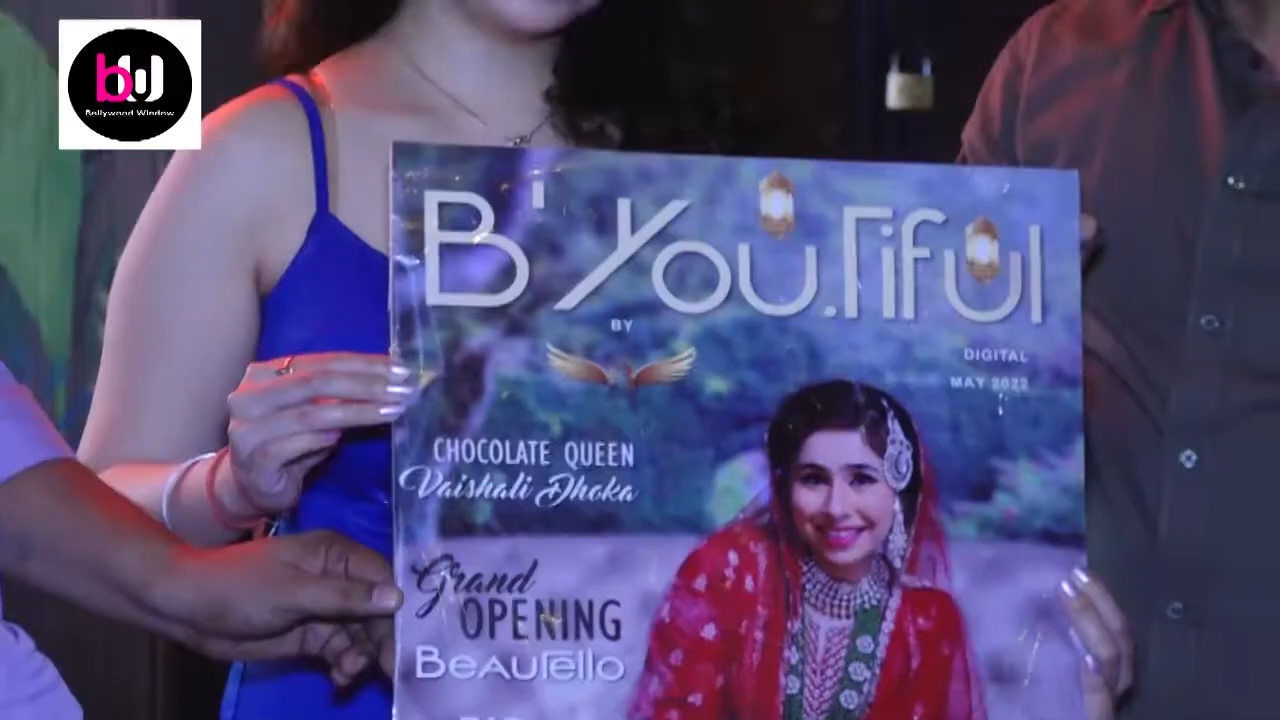 bw
Bollywood Window
B'You.Tiful
BY
DIGITAL
MAY 2022
CHOCOLATE QUEEN
Vaishali Dhoka
Grand
OPENING
Beautello